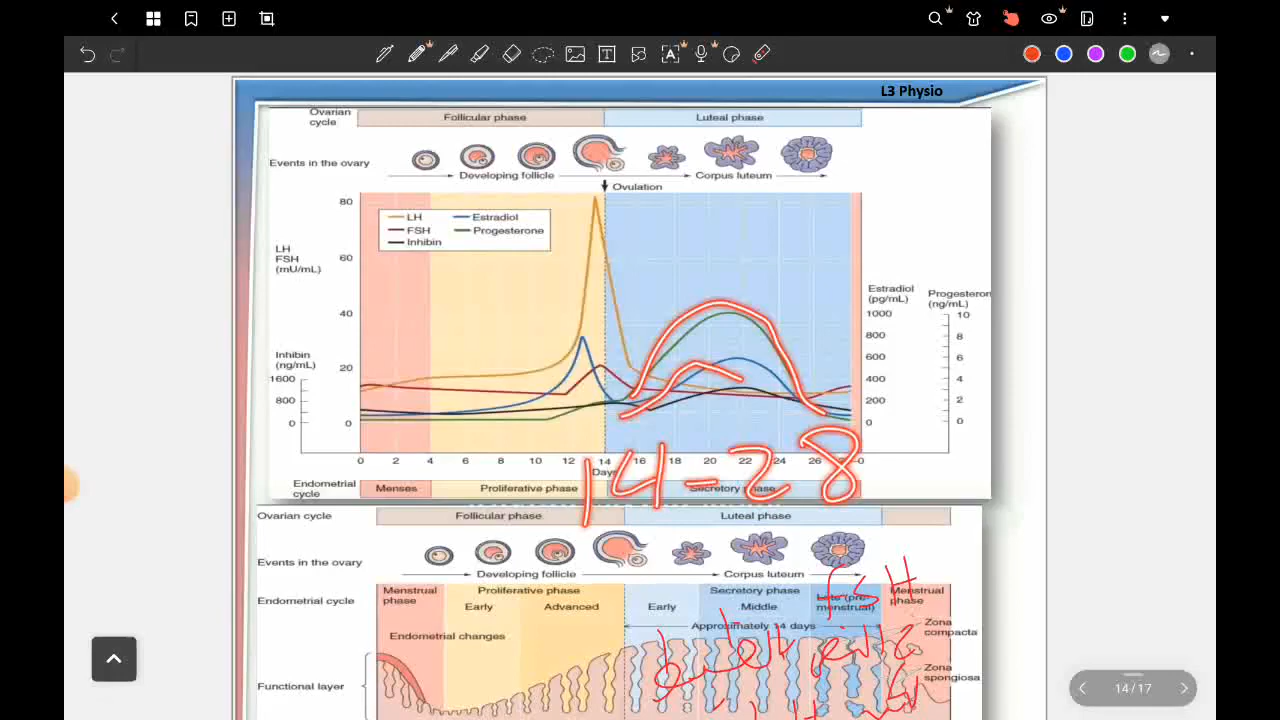 L3 Physio
Ovarian cycle
Follicular phase
Luteal phase
Events in the ovary
Developing follicle
Corpus luteum
Ovulation
80
LH
Estradiol
FSH
Progesterone
Inhibin
LH
FSH
(mU/mL)
60
Estradiol
(pg/mL)
Progesteron
(ng/mL)
40
1000
10
800
8
Inhibin
(ng/mL)
20
600
6
1600
400
4
800
200
2
0
0
0
0
0 2 4 6 8 10 12 14 16 18 20 22 24 26
Days
14-28
Endometrial cycle
Menses
Proliferative phase
Secretory phase
Ovarian cycle
Follicular phase
Luteal phase
Events in the ovary
Developing follicle
Corpus luteum
FSH
Endometrial cycle
Menstrual phase
Proliferative phase
Early
Advanced
Secretory phase
Early
Middle
Late (pre-menstrual)
Menstrual phase
Approximately 14 days
Endometrial changes
Zona compacta
Functional layer
Zona spongiosa
14/17